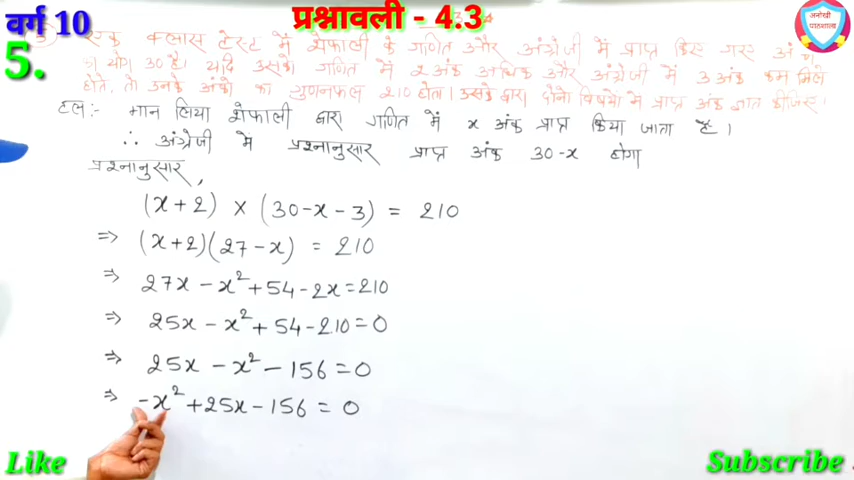 वर्ग 10
प्रश्नावली - 4.3
अनोखी
पाठशाला
5.
एक क्लास टेस्ट में शेफाली के गणित और अंग्रेजी में प्राप्त किए गए अंकों
का योग 30 है। यदि उसको गणित में 2 अंक अधिक और अंग्रेजी में 3 अंक कम मिले
होते, तो उनके अंकों का गुणनफल 210 होता। उसके द्वारा दोनों विषयों में प्राप्त अंक ज्ञात कीजिए।
हल:- मान लिया शेफाली द्वारा गणित में x अंक प्राप्त किया जाता है।
∴ अंग्रेजी में प्रश्नानुसार प्राप्त अंक 30-x होगा
प्रश्नानुसार,
(x+2) × (30-x-3) = 210
⇒ (x+2)(27-x) = 210
⇒ 27x - x² + 54 - 2x = 210
⇒ 25x - x² + 54 - 210 = 0
⇒ 25x - x² - 156 = 0
⇒ -x² + 25x - 156 = 0
Like
Subscribe